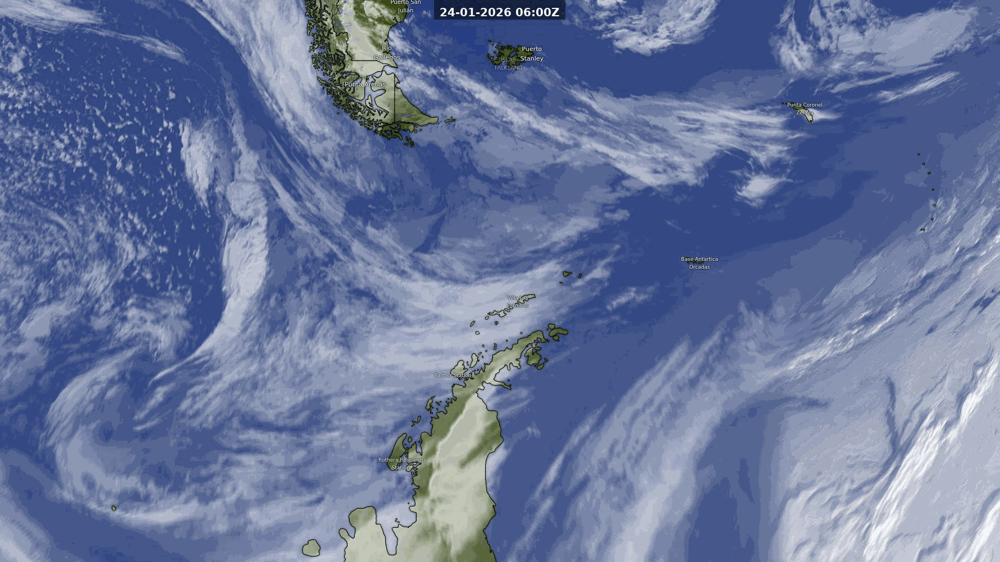 Puerto San
Julián
24-01-2026 06:00Z
Río
Gallegos
Puerto
Stanley
ISLAS
FALKLAND
Punta Arenas
Punta Coronel
Zelaya
Base Antartica
Orcadas
Villa Las
Estrellas
Palmer Station
Rothera Research
Station